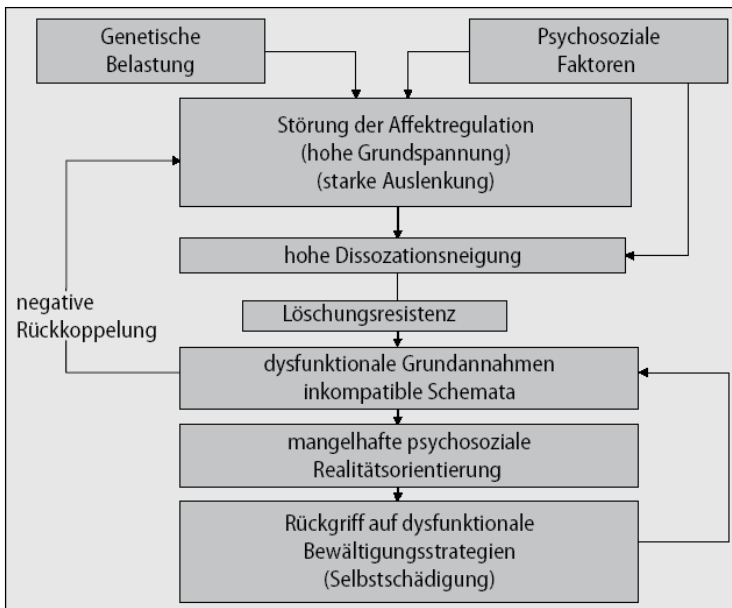 Genetische
Belastung
Psychosoziale
Faktoren
Störung der Affektregulation
(hohe Grundspannung)
(starke Auslenkung)
hohe Dissozationsneigung
negative
Rückkoppelung
Löschungsresistenz
dysfunktionale Grundannahmen
inkompatible Schemata
mangelhafte psychosoziale
Realitätsorientierung
Rückgriff auf dysfunktionale
Bewältigungsstrategien
(Selbstschädigung)